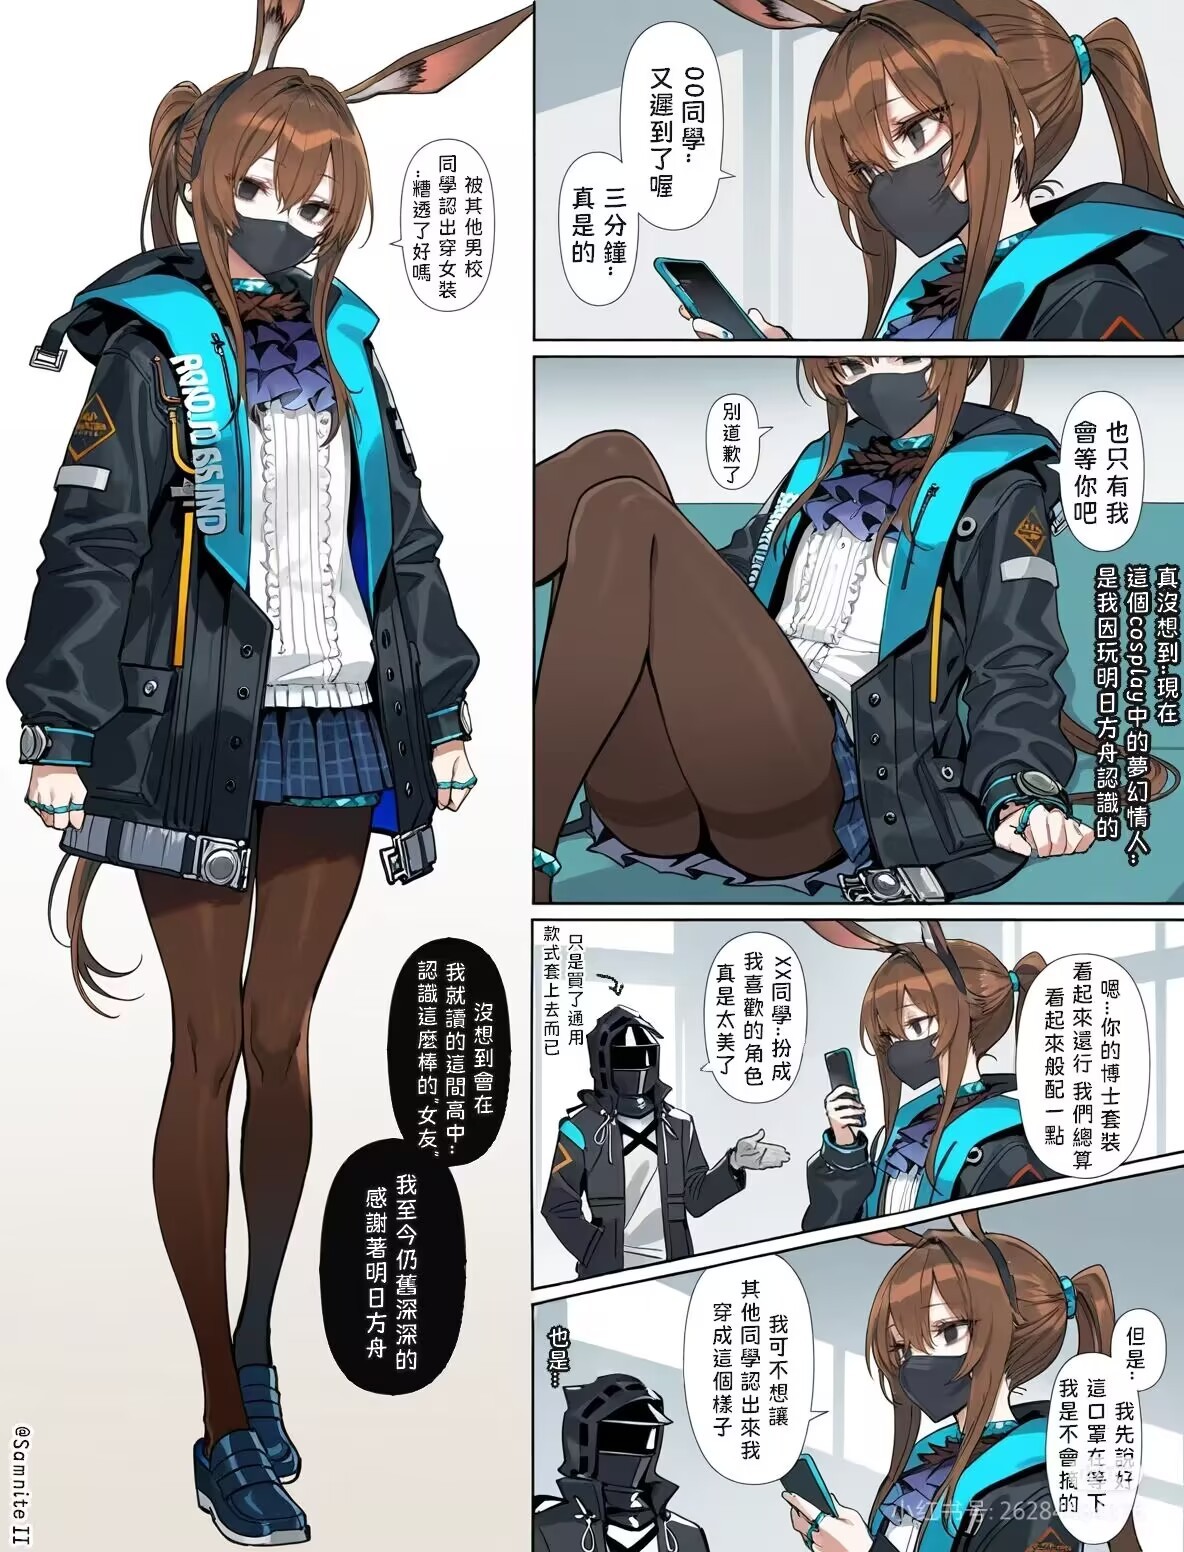 OO同學…
又遲到了喔
三分鐘…
真是的
也只有我
會等你吧
別道歉了
真沒想到…現在
這個cosplay中的夢幻情人…
是我因玩明日方舟認識的
嗯…你的博士套裝
看起來還行 我們總算
看起來般配一點
XX同學…扮成
我喜歡的角色
真是太美了
只是買了通用
款式套上去而已
但是…
我先說好
這口罩在等下
我是不會摘的
我可不想讓
其他同學認出來我
穿成這個樣子
也是…
被其他男校
同學認出穿女裝
…糟透了好嗎
沒想到會在
我就讀的這間高中…
認識這麼棒的"女友"
我至今仍舊深深的
感謝著明日方舟
@Samnite II
小红书号: 2628